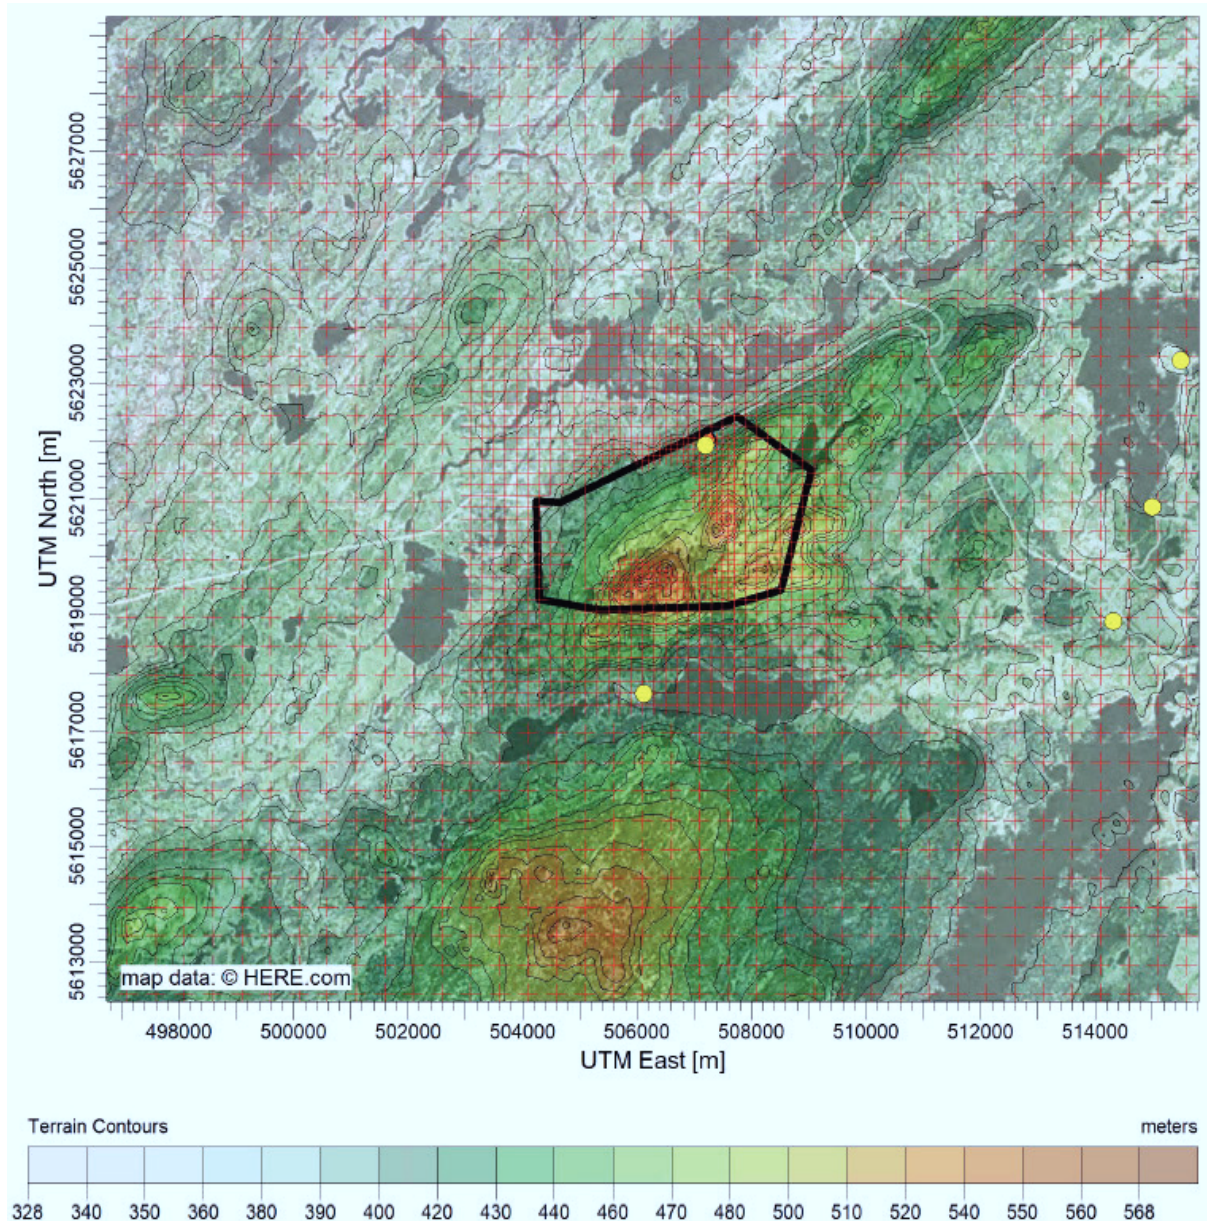 UTM North [m]
5627000
5625000
5623000
5621000
5619000
5617000
5615000
5613000
map data: © HERE.com
498000 500000 502000 504000 506000 508000 510000 512000 514000
UTM East [m]
Terrain Contours meters
328 340 350 360 380 390 400 420 430 440 460 470 480 500 510 520 540 550 560 568